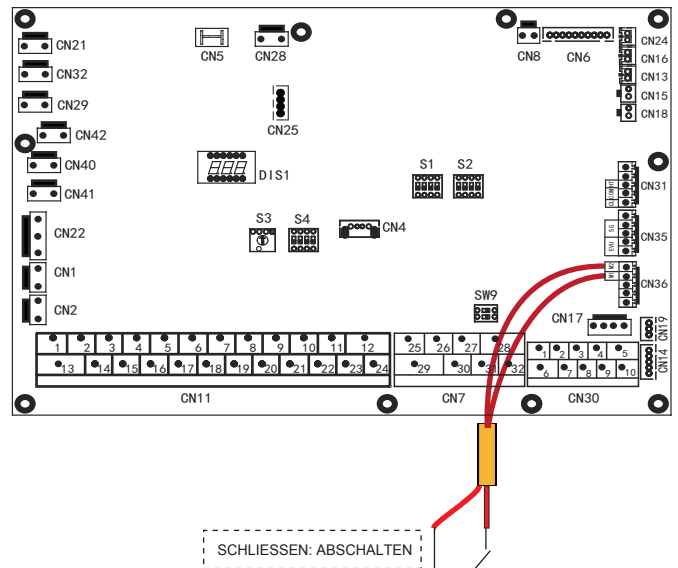 CN21
CN5
CN28
CN8
CN6
CN24
CN32
CN16
CN29
CN13
CN15
CN42
CN25
CN18
CN40
DIS1
S1
S2
CN41
CN31
CN22
S3
S4
CN4
SG
EVU
CN35
M1 M2
CN36
CN1
CN2
SW9
CN17
CN19
CN14
1 2 3 4 5 6 7 8 9 10 11 12
13 14 15 16 17 18 19 20 21 22 23 24
25 26 27 28
29 30 31 32
1 2 3 4 5
6 7 8 9 10
CN11
CN7
CN30
SCHLIESSEN: ABSCHALTEN